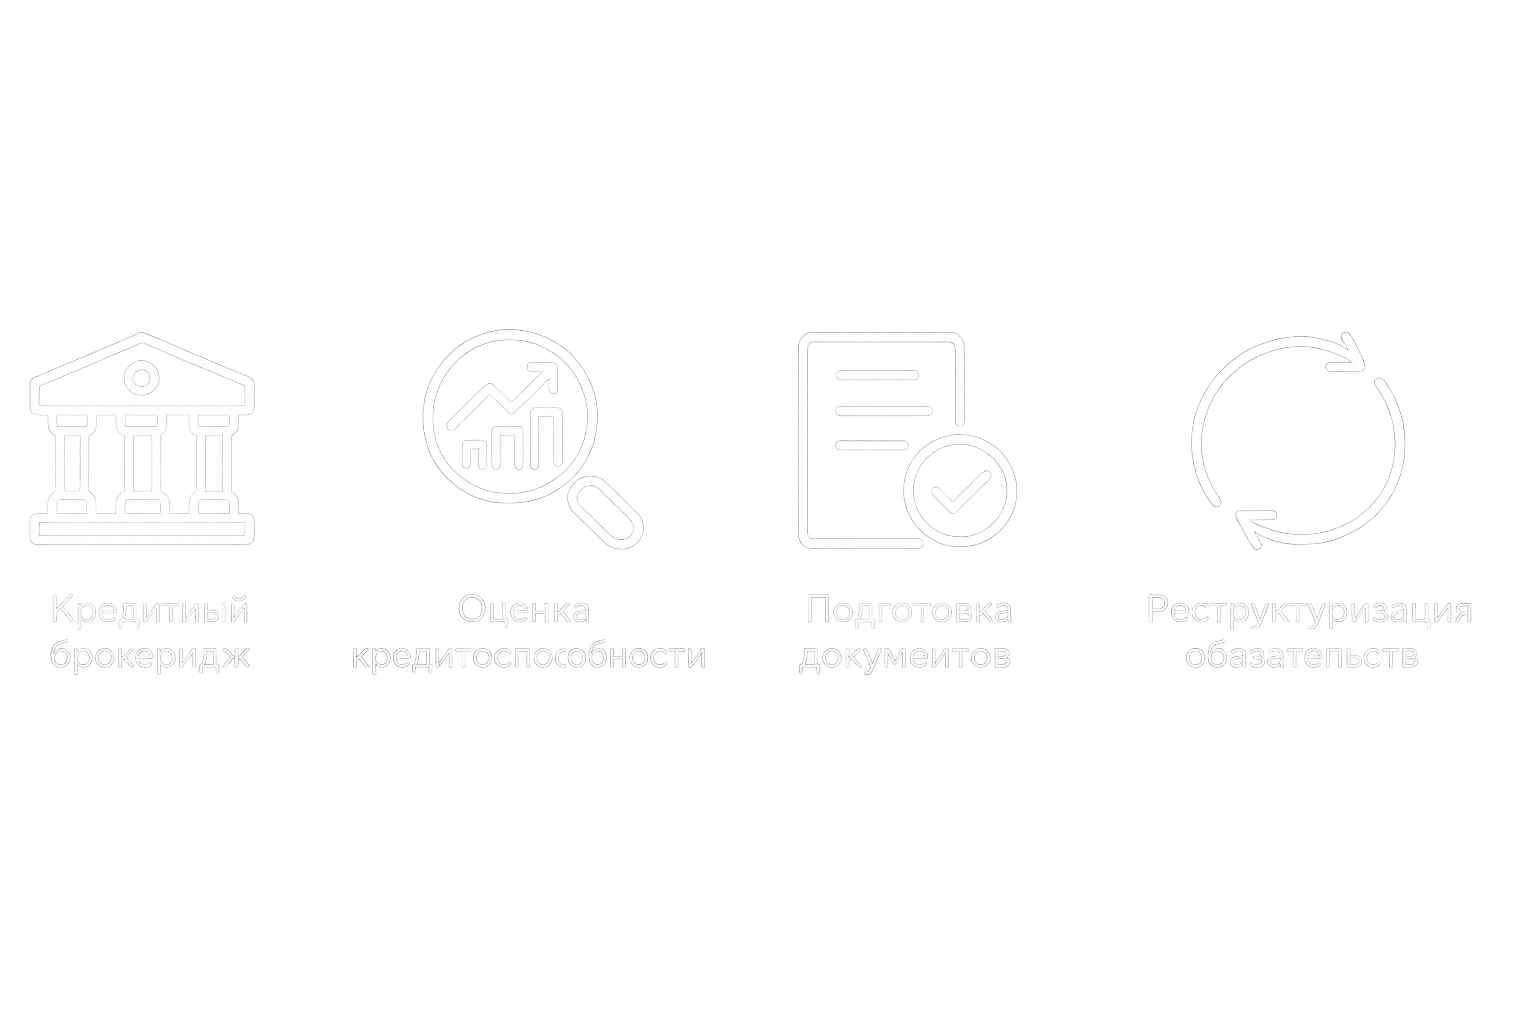 Кредитиый
брокеридж
Оценка
кредитоспособности
Подготовка
докумеитов
Реструктуризация
обазатепьств